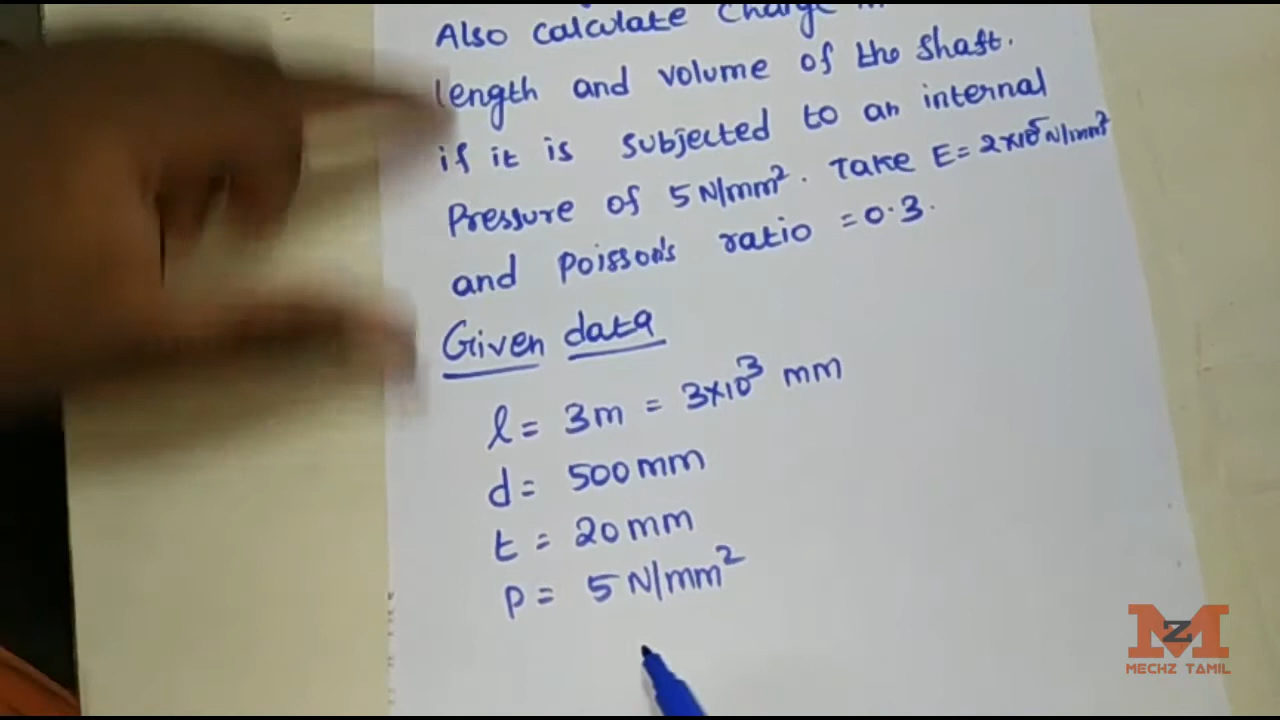 Also calculate change
length and volume of the shaft.
if it is subjected to an internal
Pressure of 5 N/mm². Take E = 2×10⁵ N/mm²
and Poisson's ratio = 0.3.
Given data
l = 3m = 3×10³ mm
d = 500 mm
t = 20 mm
P = 5 N/mm²
MZ
MECHZ TAMIL